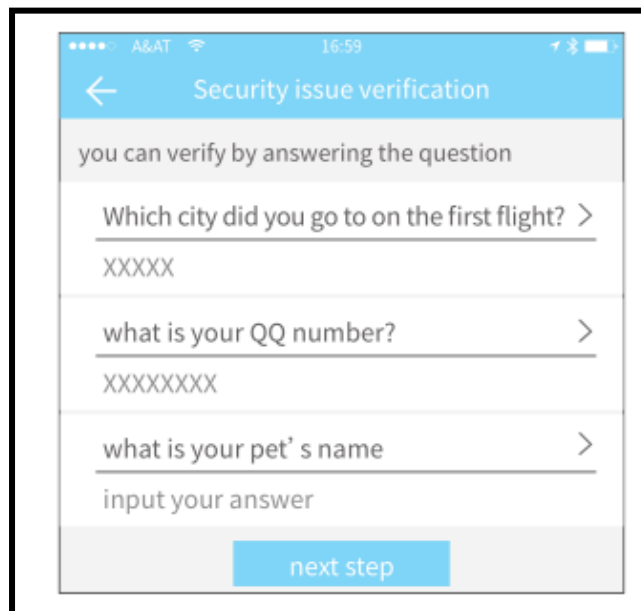 A&AT 16:59
Security issue verification
you can verify by answering the question
Which city did you go to on the first flight? >
XXXXX
what is your QQ number? >
XXXXXXXX
what is your pet’s name >
input your answer
next step